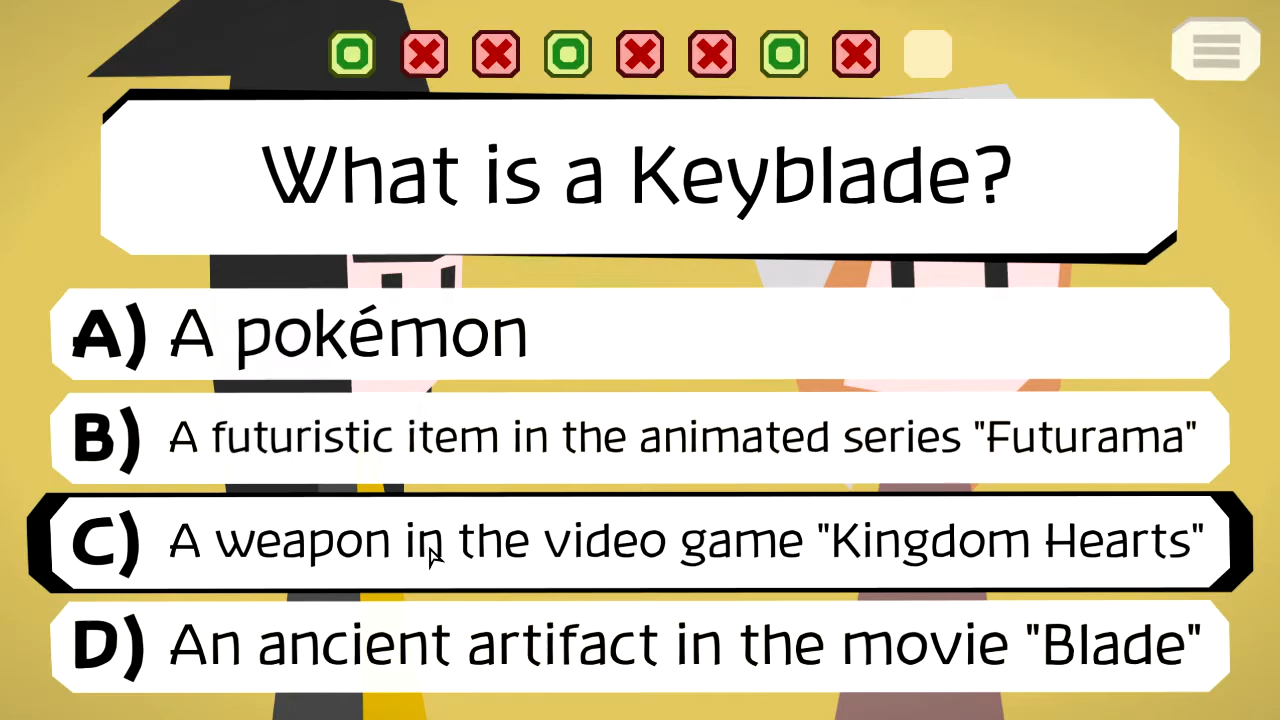 What is a Keyblade?
A) A pokémon
B) A futuristic item in the animated series "Futurama"
C) A weapon in the video game "Kingdom Hearts"
D) An ancient artifact in the movie "Blade"